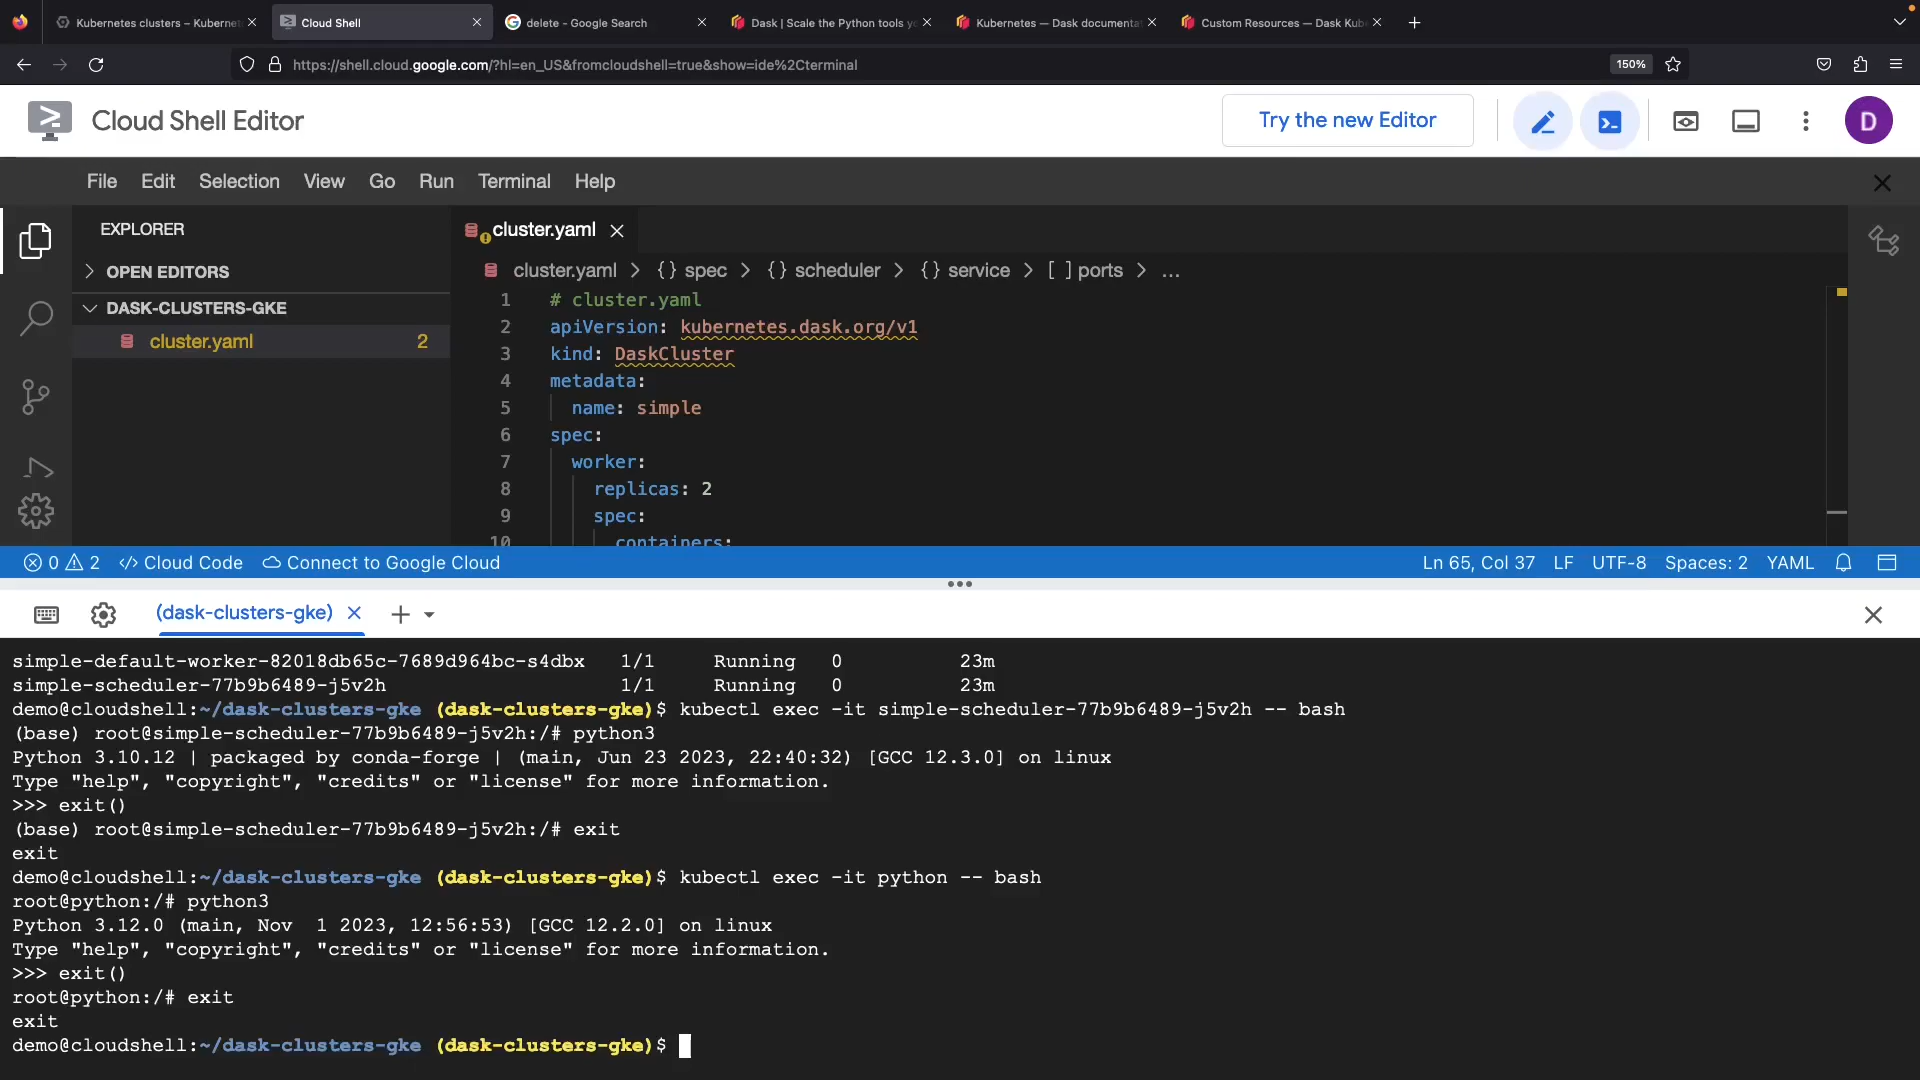 Kubernetes clusters – Kubernet
Cloud Shell
delete - Google Search
Dask | Scale the Python tools yo
Kubernetes — Dask documentat
Custom Resources — Dask Kub
https://shell.cloud.google.com/?hl=en_US&fromcloudshell=true&show=ide%2Cterminal
150%
Cloud Shell Editor
Try the new Editor
D
File Edit Selection View Go Run Terminal Help
EXPLORER
OPEN EDITORS
DASK-CLUSTERS-GKE
cluster.yaml 2
cluster.yaml
cluster.yaml > {} spec > {} scheduler > {} service > [ ] ports > ...
1 # cluster.yaml
2 apiVersion: kubernetes.dask.org/v1
3 kind: DaskCluster
4 metadata:
5 name: simple
6 spec:
7 worker:
8 replicas: 2
9 spec:
10 containers:
0 2 </> Cloud Code Connect to Google Cloud
Ln 65, Col 37 LF UTF-8 Spaces: 2 YAML
(dask-clusters-gke)
simple-default-worker-82018db65c-7689d964bc-s4dbx 1/1 Running 0 23m
simple-scheduler-77b9b6489-j5v2h 1/1 Running 0 23m
demo@cloudshell:~/dask-clusters-gke (dask-clusters-gke)$ kubectl exec -it simple-scheduler-77b9b6489-j5v2h -- bash
(base) root@simple-scheduler-77b9b6489-j5v2h:/# python3
Python 3.10.12 | packaged by conda-forge | (main, Jun 23 2023, 22:40:32) [GCC 12.3.0] on linux
Type "help", "copyright", "credits" or "license" for more information.
>>> exit()
(base) root@simple-scheduler-77b9b6489-j5v2h:/# exit
exit
demo@cloudshell:~/dask-clusters-gke (dask-clusters-gke)$ kubectl exec -it python -- bash
root@python:/# python3
Python 3.12.0 (main, Nov  1 2023, 12:56:53) [GCC 12.2.0] on linux
Type "help", "copyright", "credits" or "license" for more information.
>>> exit()
root@python:/# exit
exit
demo@cloudshell:~/dask-clusters-gke (dask-clusters-gke)$